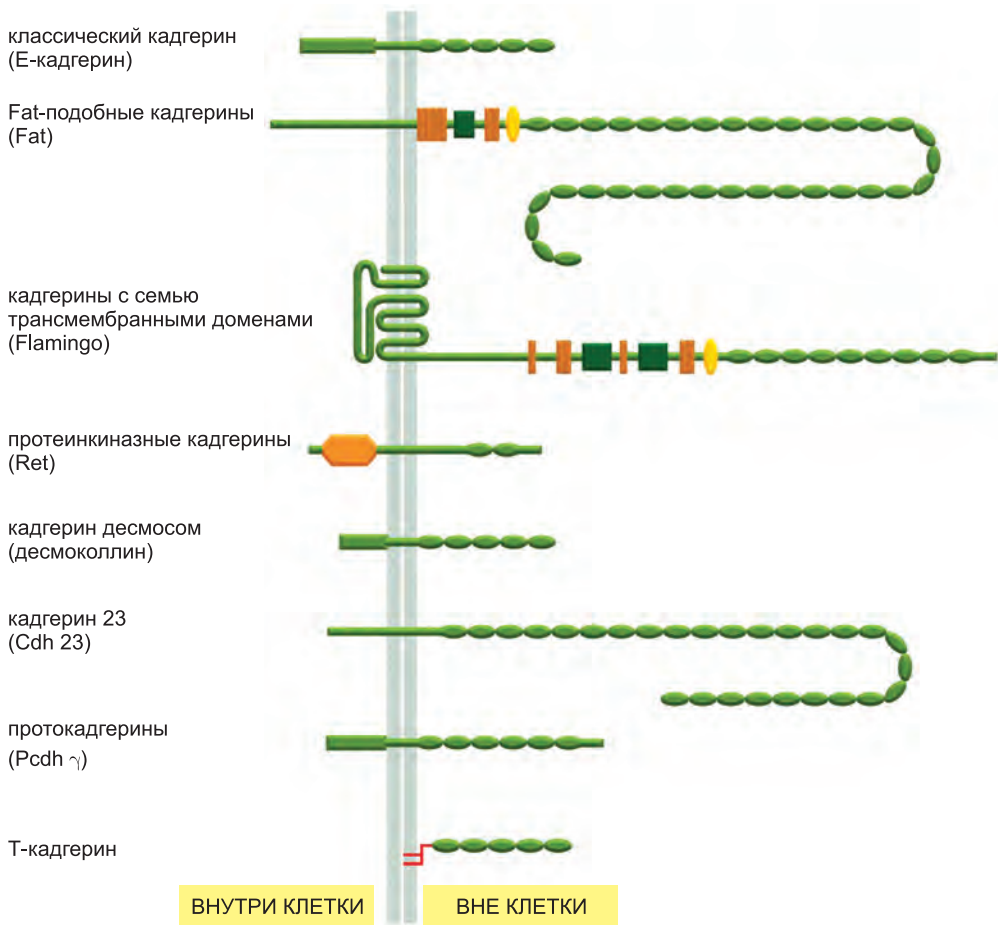 классический кадгерин
(Е-кадгерин)
Fat-подобные кадгерины
(Fat)
кадгерины с семью
трансмембранными доменами
(Flamingo)
протеинкиназные кадгерины
(Ret)
кадгерин десмосом
(десмоколлин)
кадгерин 23
(Cdh 23)
протокадгерины
(Pcdh γ)
Т-кадгерин
ВНУТРИ КЛЕТКИ
ВНЕ КЛЕТКИ